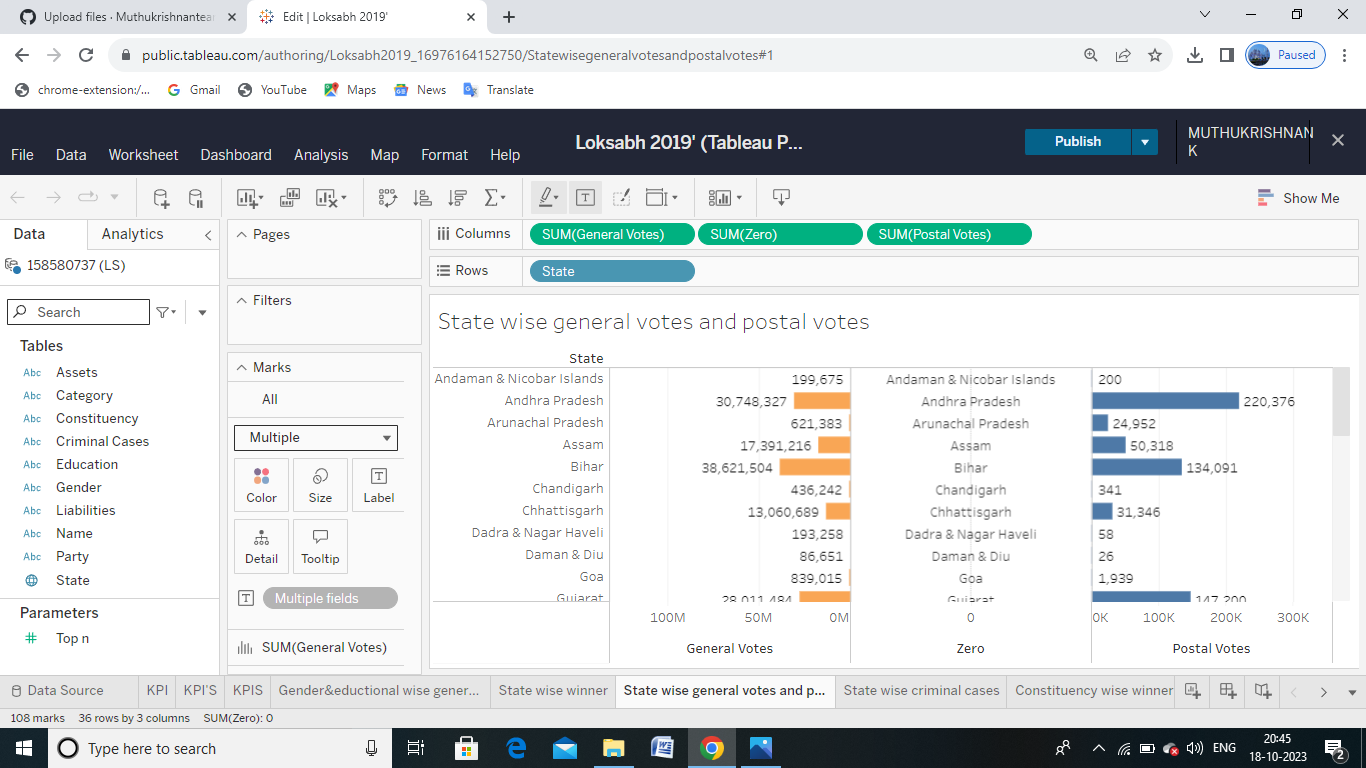 Upload files · Muthukrishnantea
Edit | Loksabh 2019'
public.tableau.com/authoring/Loksabh2019_16976164152750/Statewisegeneralvotesandpostalvotes#1
Paused
chrome-extension:/...
Gmail
YouTube
Maps
News
Translate
Loksabh 2019' (Tableau P...
Publish
MUTHUKRISHNAN
K
File Data Worksheet Dashboard Analysis Map Format Help
Show Me
Data Analytics
158580737 (LS)
Search
Tables
Abc Assets
Abc Category
Abc Constituency
Abc Criminal Cases
Abc Education
Abc Gender
Abc Liabilities
Abc Name
Abc Party
State
Parameters
Top n
Pages
Filters
Marks
All
Multiple
Color Size Label
Detail Tooltip
Multiple fields
SUM(General Votes)
Columns SUM(General Votes) SUM(Zero) SUM(Postal Votes)
Rows State
State wise general votes and postal votes
State
Andaman & Nicobar Islands 199,675 Andaman & Nicobar Islands 200
Andhra Pradesh 30,748,327 Andhra Pradesh 220,376
Arunachal Pradesh 621,383 Arunachal Pradesh 24,952
Assam 17,391,216 Assam 50,318
Bihar 38,621,504 Bihar 134,091
Chandigarh 436,242 Chandigarh 341
Chhattisgarh 13,060,689 Chhattisgarh 31,346
Dadra & Nagar Haveli 193,258 Dadra & Nagar Haveli 58
Daman & Diu 86,651 Daman & Diu 26
Goa 839,015 Goa 1,939
Gujarat 28,011,484 Gujarat 147,200
100M 50M 0M 0 0K 100K 200K 300K
General Votes Zero Postal Votes
Data Source KPI KPI'S KPIS Gender&eductional wise gener... State wise winner State wise general votes and p... State wise criminal cases Constituency wise winner
108 marks 36 rows by 3 columns SUM(Zero): 0
Type here to search
ENG
20:45
18-10-2023
2